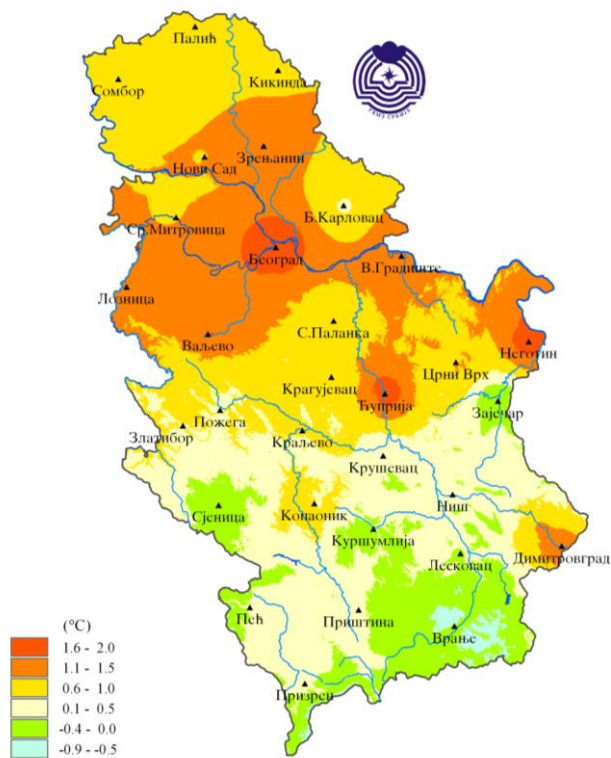 Палић
Кикинда
Сомбор
РХМЗ СРБИЈЕ
Зрењанин
Нови Сад
Б.Карловац
Ср.Митровица
Београд
В.Градиште
Лозница
С.Паланка
Ваљево
Неготин
Црни Врх
Крагујевац
Ћуприја
Зајечар
Пожега
Златибор
Краљево
Крушевац
Ниш
Сјеница
Копаоник
Куршумлија
Димитровград
Лесковац
Пећ
Приштина
Врање
Призрен
(°C)
1.6 - 2.0
1.1 - 1.5
0.6 - 1.0
0.1 - 0.5
-0.4 - 0.0
-0.9 - -0.5